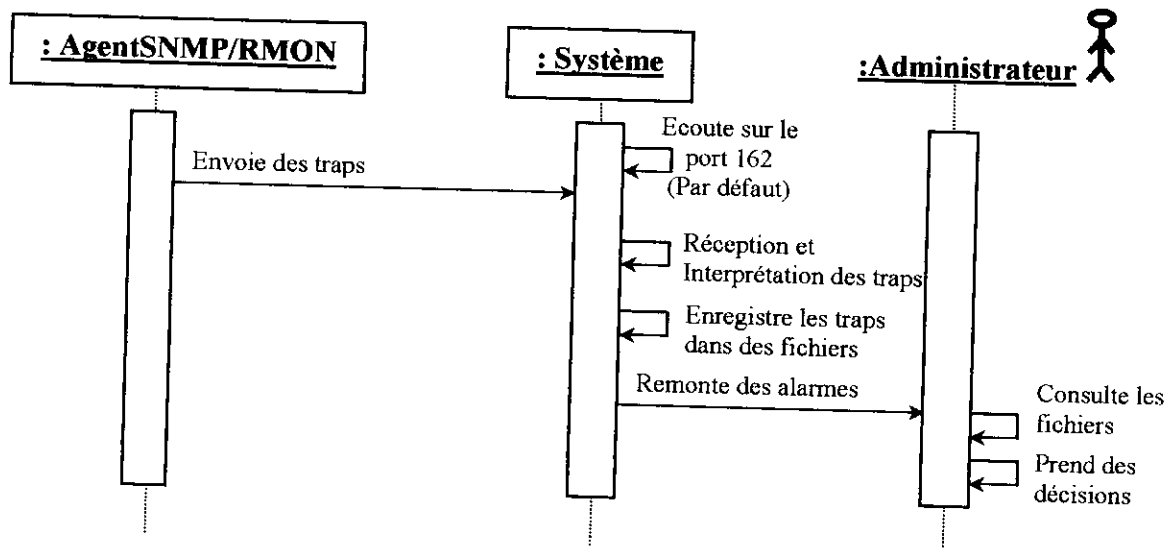 : AgentSNMP/RMON
: Système
:Administrateur
Envoie des traps
Ecoute sur le
port 162
(Par défaut)
Réception et
Interprétation des traps
Enregistre les traps
dans des fichiers
Remonte des alarmes
Consulte les
fichiers
Prend des
décisions